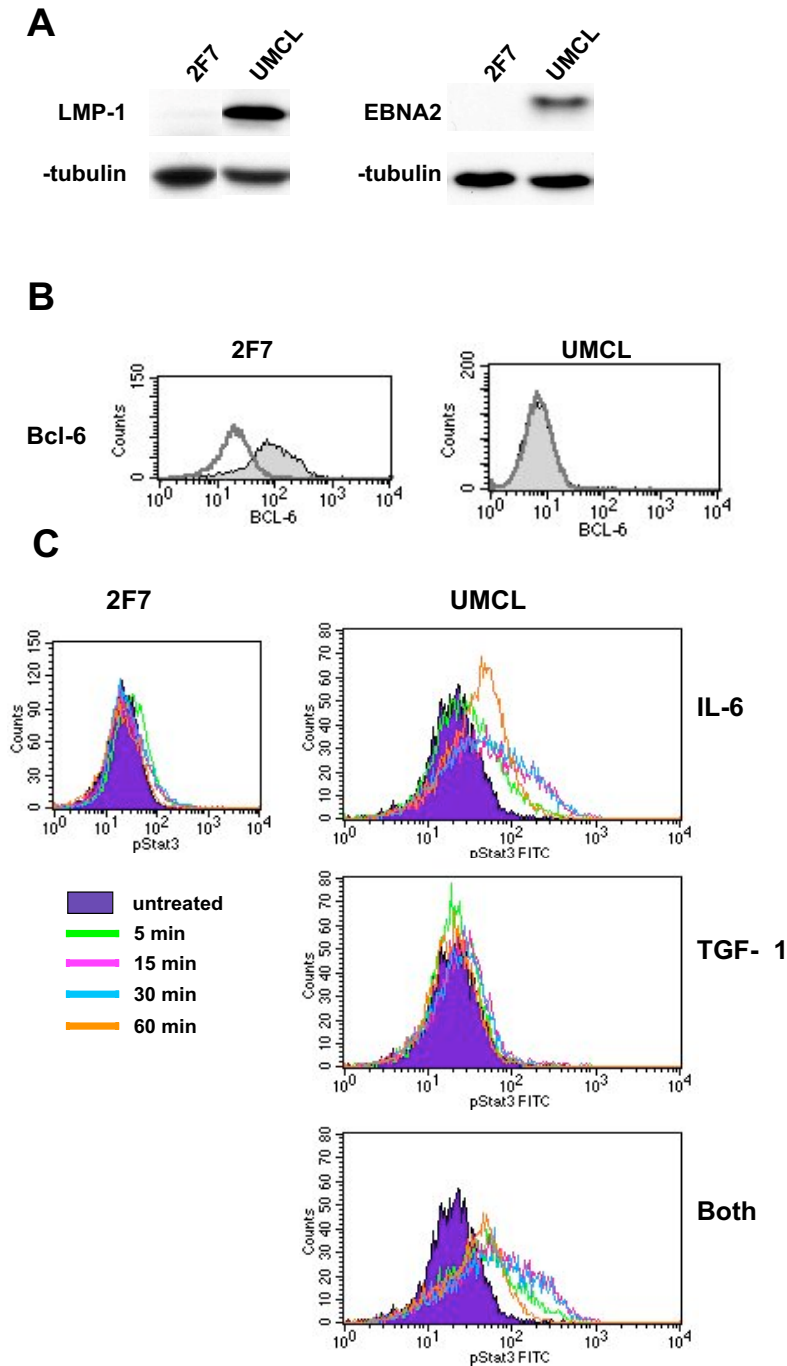 A
2F7 UMCL 2F7 UMCL
LMP-1 EBNA2
-tubulin -tubulin
B
2F7 UMCL
Bcl-6
150 0 Counts 10^0 10^1 10^2 10^3 10^4 BCL-6
200 0 Counts 10^0 10^1 10^2 10^3 10^4 BCL-6
C
2F7 UMCL
150 120 90 60 30 0 Counts
10^0 10^1 10^2 10^3 10^4
pStat3
80 70 60 50 40 30 20 10 0 Counts
10^0 10^1 10^2 10^3 10^4
pStat3 FITC
IL-6
untreated
5 min
15 min
30 min
60 min
80 70 60 50 40 30 20 10 0 Counts
10^0 10^1 10^2 10^3 10^4
pStat3 FITC
TGF- 1
80 70 60 50 40 30 20 10 0 Counts
10^0 10^1 10^2 10^3 10^4
pStat3 FITC
Both